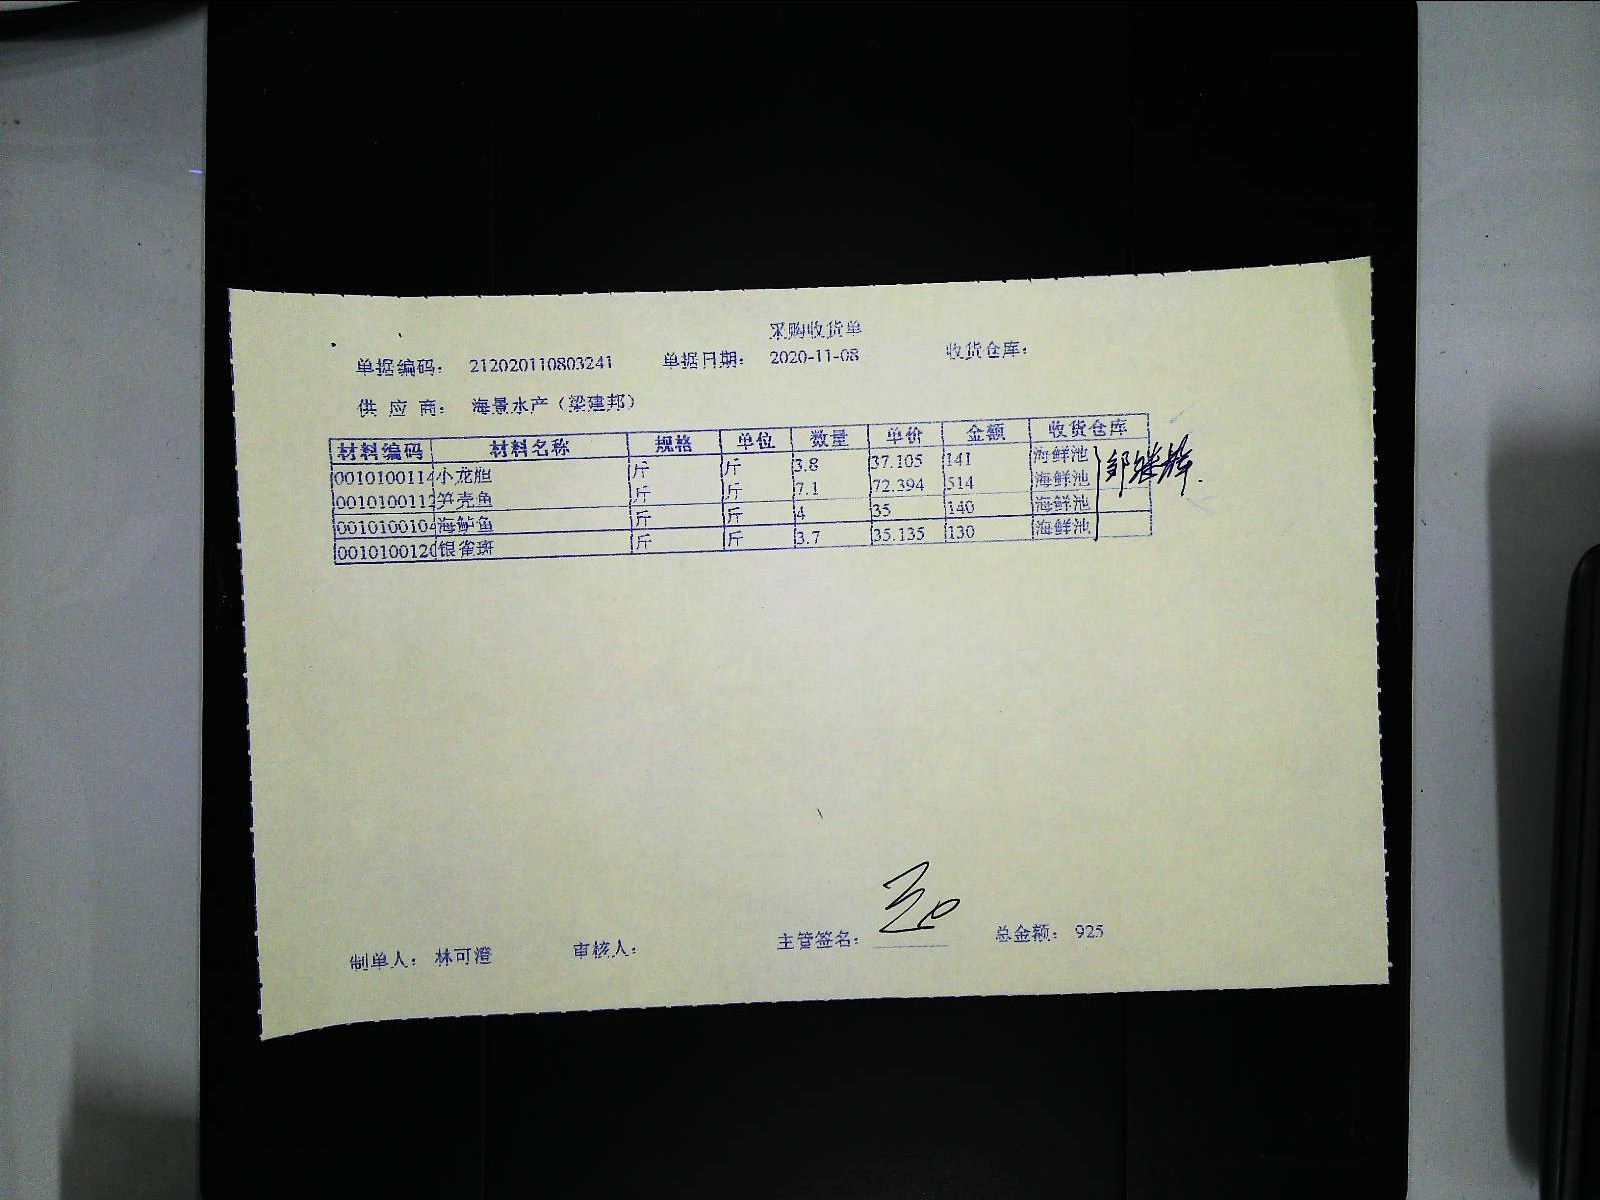 采购收货单
单据编码： 212020110803241 单据日期： 2020-11-08 收货仓库：
供 应 商： 海景水产（梁建邦）
材料编码 材料名称 规格 单位 数量 单价 金额 收货仓库
0010100114 小龙胆 斤 斤 3.8 37.105 141 海鲜池
001010011 笋壳鱼 斤 斤 7.1 72.394 514 海鲜池
0010100104 海鲈鱼 斤 斤 4 35 140 海鲜池
001010012 银雀斑 斤 斤 3.7 35.135 130 海鲜池
制单人： 林可澄 审核人： 主管签名： 总金额： 925